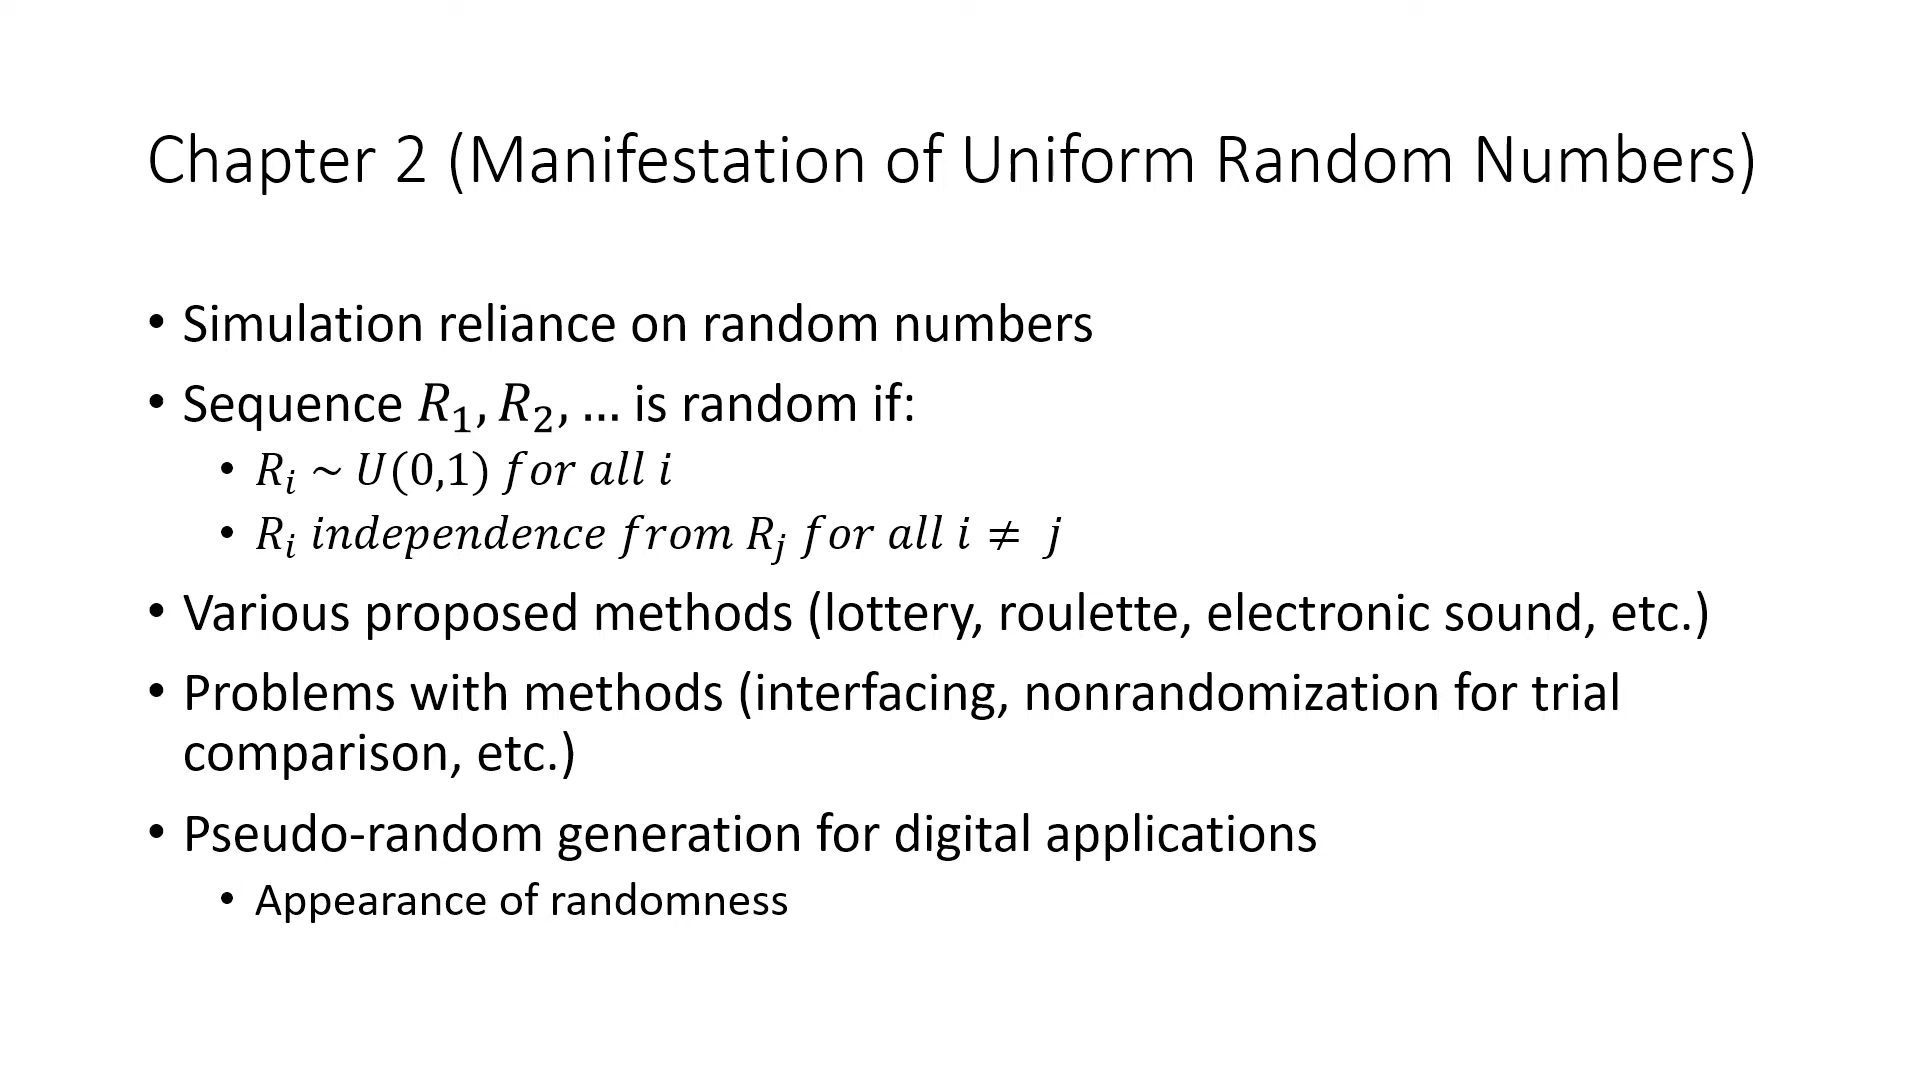 Chapter 2 (Manifestation of Uniform Random Numbers)
• Simulation reliance on random numbers
• Sequence R₁, R₂, … is random if:
• Rᵢ ~ U(0,1) for all i
• Rᵢ independence from Rⱼ for all i ≠ j
• Various proposed methods (lottery, roulette, electronic sound, etc.)
• Problems with methods (interfacing, nonrandomization for trial
comparison, etc.)
• Pseudo-random generation for digital applications
• Appearance of randomness